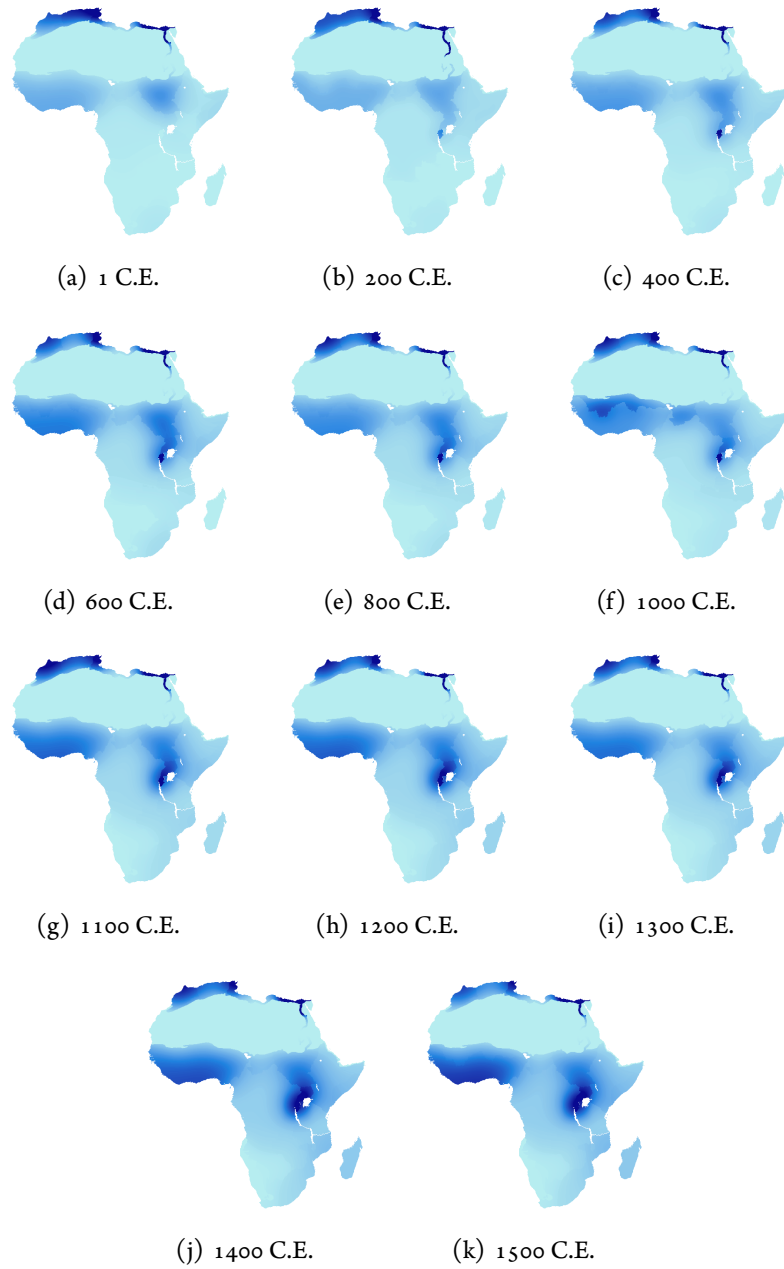 (a) 1 C.E.
(b) 200 C.E.
(c) 400 C.E.
(d) 600 C.E.
(e) 800 C.E.
(f) 1000 C.E.
(g) 1100 C.E.
(h) 1200 C.E.
(i) 1300 C.E.
(j) 1400 C.E.
(k) 1500 C.E.